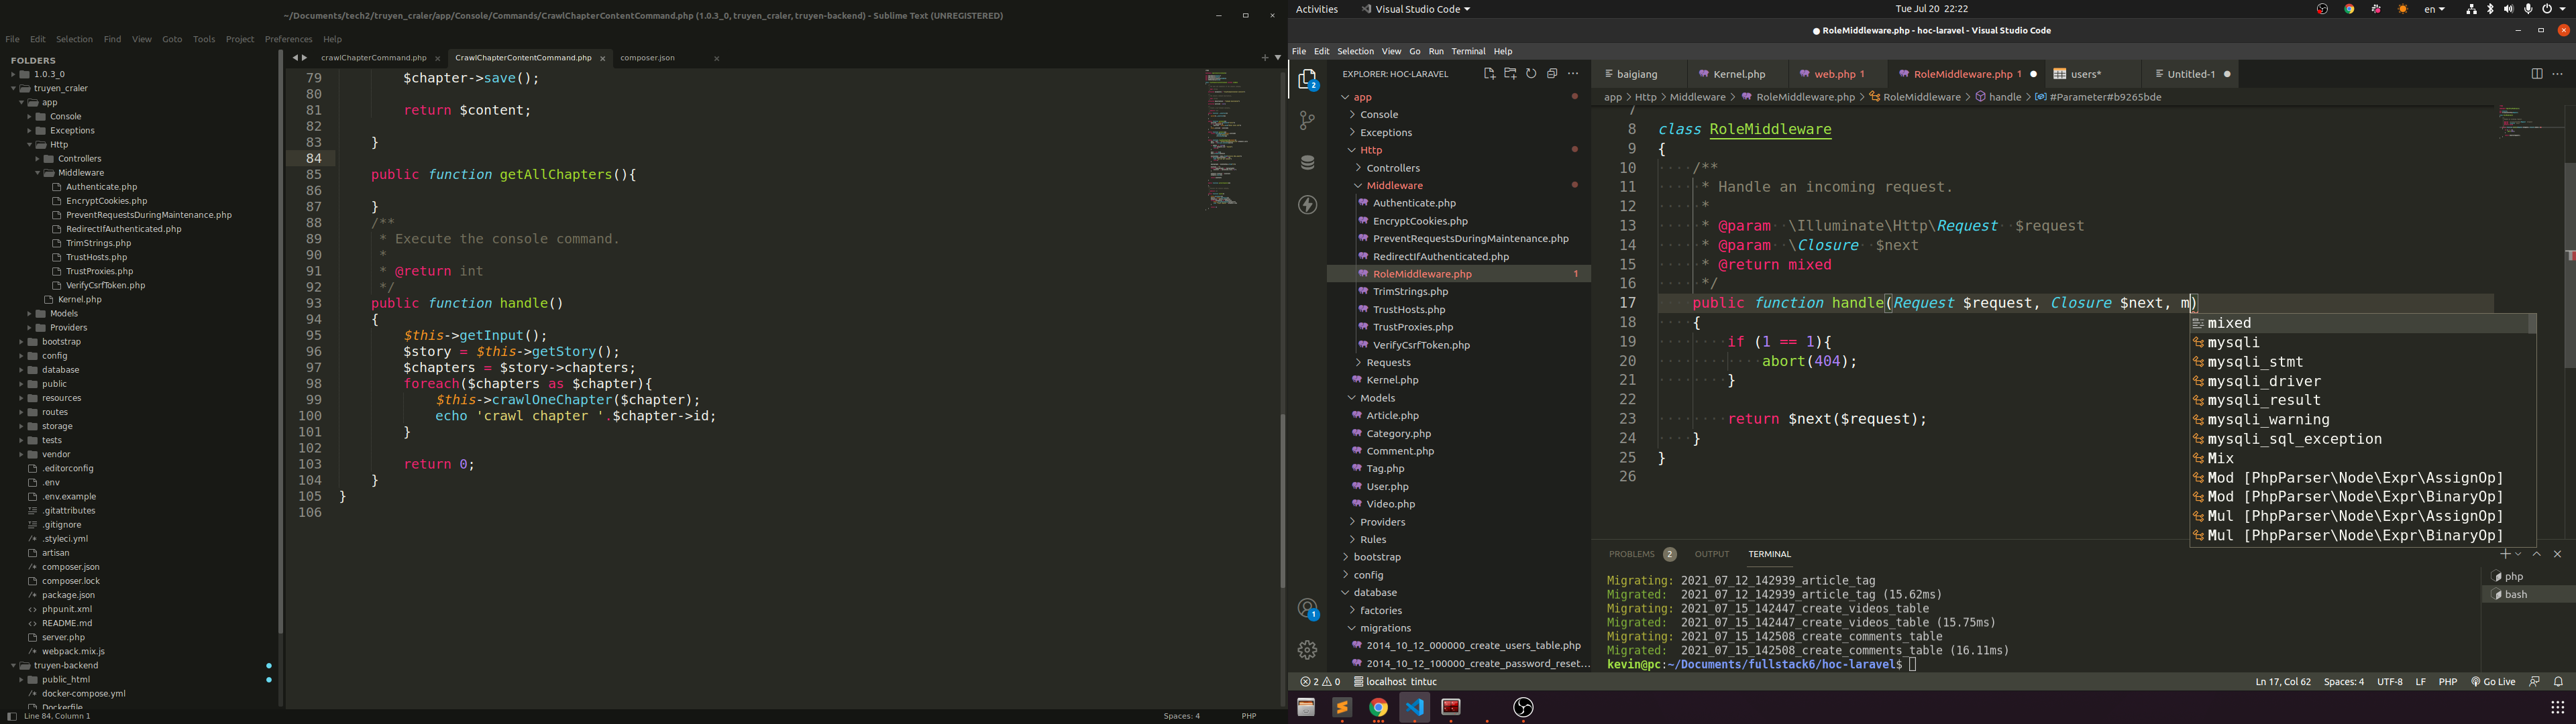 ~/Documents/tech2/truyen_craler/app/Console/Commands/CrawlChapterContentCommand.php (1.0.3_0, truyen_craler, truyen-backend) - Sublime Text (UNREGISTERED)
File Edit Selection Find View Goto Tools Project Preferences Help
FOLDERS
1.0.3_0
truyen_craler
app
Console
Exceptions
Http
Controllers
Middleware
Authenticate.php
EncryptCookies.php
PreventRequestsDuringMaintenance.php
RedirectIfAuthenticated.php
TrimStrings.php
TrustHosts.php
TrustProxies.php
VerifyCsrfToken.php
Kernel.php
Models
Providers
bootstrap
config
database
public
resources
routes
storage
tests
vendor
.editorconfig
.env
.env.example
.gitattributes
.gitignore
.styleci.yml
artisan
composer.json
composer.lock
package.json
phpunit.xml
README.md
server.php
webpack.mix.js
truyen-backend
public_html
docker-compose.yml
Dockerfile
crawlChapterCommand.php CrawlChapterContentCommand.php composer.json
79 $chapter->save();
80
81 return $content;
82
83 }
84
85 public function getAllChapters(){
86
87 }
88 /**
89 * Execute the console command.
90 *
91 * @return int
92 */
93 public function handle()
94 {
95 $this->getInput();
96 $story = $this->getStory();
97 $chapters = $story->chapters;
98 foreach($chapters as $chapter){
99 $this->crawlOneChapter($chapter);
100 echo 'crawl chapter '.$chapter->id;
101 }
102
103 return 0;
104 }
105 }
106
Line 84, Column 1 Spaces: 4 PHP
Activities Visual Studio Code Tue Jul 20 22:22 en
RoleMiddleware.php - hoc-laravel - Visual Studio Code
File Edit Selection View Go Run Terminal Help
2
1
EXPLORER: HOC-LARAVEL
app
Console
Exceptions
Http
Controllers
Middleware
Authenticate.php
EncryptCookies.php
PreventRequestsDuringMaintenance.php
RedirectIfAuthenticated.php
RoleMiddleware.php 1
TrimStrings.php
TrustHosts.php
TrustProxies.php
VerifyCsrfToken.php
Requests
Kernel.php
Models
Article.php
Category.php
Comment.php
Tag.php
User.php
Video.php
Providers
Rules
bootstrap
config
database
factories
migrations
2014_10_12_000000_create_users_table.php
2014_10_12_100000_create_password_reset...
baigiang Kernel.php web.php 1 RoleMiddleware.php 1 users* Untitled-1
app > Http > Middleware > RoleMiddleware.php > RoleMiddleware > handle > #Parameter#b9265bde
7
8 class RoleMiddleware
9 {
10 /**
11 * Handle an incoming request.
12 *
13 * @param \Illuminate\Http\Request $request
14 * @param \Closure $next
15 * @return mixed
16 */
17 public function handle(Request $request, Closure $next, m)
18 {
19 if (1 == 1){
20 abort(404);
21 }
22
23 return $next($request);
24 }
25 }
26
mixed
mysqli
mysqli_stmt
mysqli_driver
mysqli_result
mysqli_warning
mysqli_sql_exception
Mix
Mod [PhpParser\Node\Expr\AssignOp]
Mod [PhpParser\Node\Expr\BinaryOp]
Mul [PhpParser\Node\Expr\AssignOp]
Mul [PhpParser\Node\Expr\BinaryOp]
PROBLEMS 2 OUTPUT TERMINAL
Migrating: 2021_07_12_142939_article_tag
Migrated: 2021_07_12_142939_article_tag (15.62ms)
Migrating: 2021_07_15_142447_create_videos_table
Migrated: 2021_07_15_142447_create_videos_table (15.75ms)
Migrating: 2021_07_15_142508_create_comments_table
Migrated: 2021_07_15_142508_create_comments_table (16.11ms)
kevin@pc:~/Documents/fullstack6/hoc-laravel$
php
bash
2 0 localhost tintuc Ln 17, Col 62 Spaces: 4 UTF-8 LF PHP Go Live